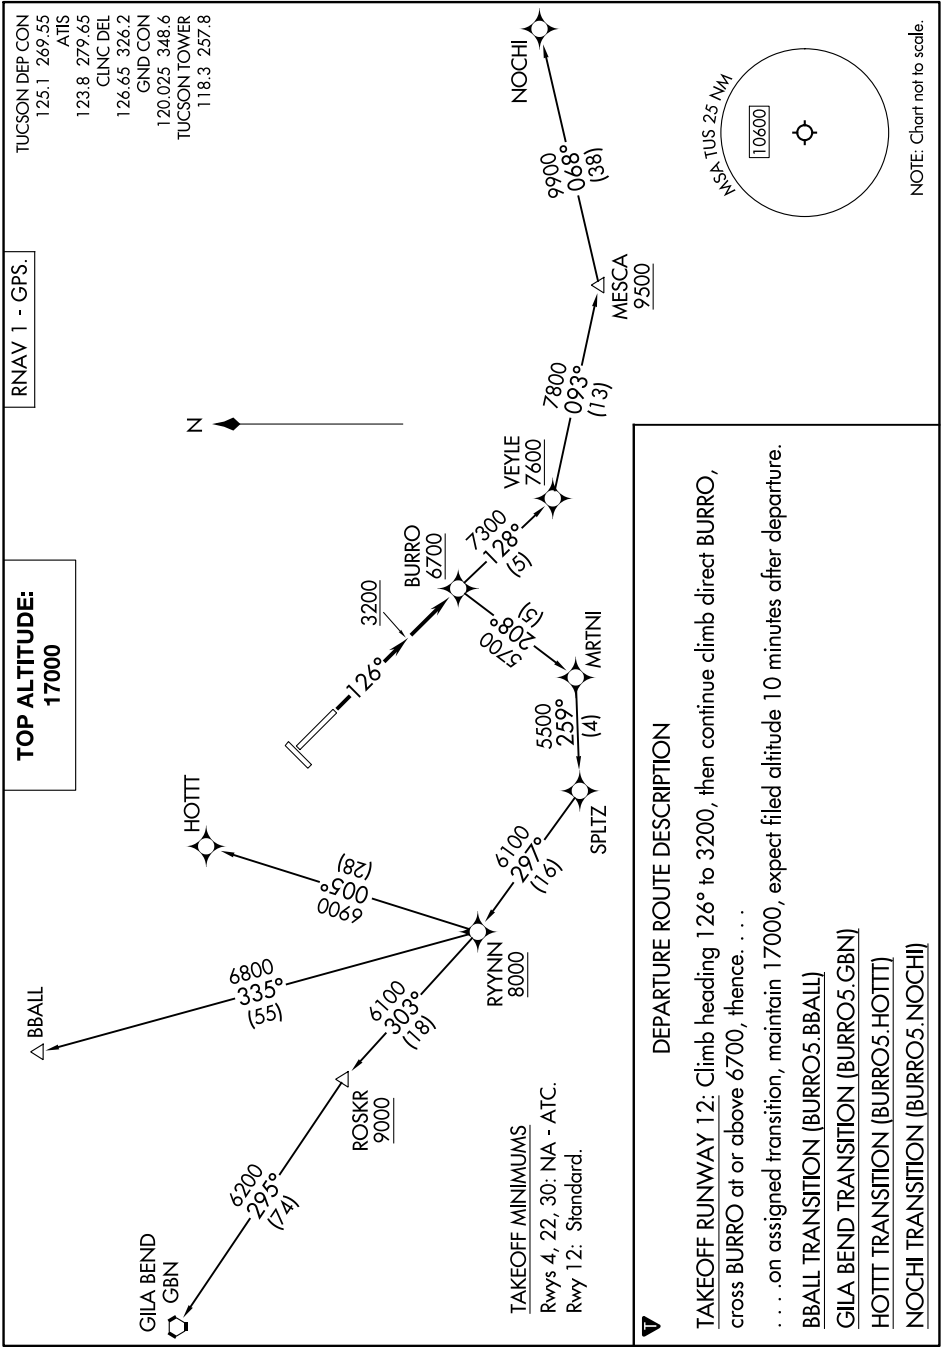 TOP ALTITUDE:
17000
RNAV 1 - GPS.
TUCSON DEP CON
125.1 269.55
ATIS
123.8 279.65
CLNC DEL
126.65 326.2
GND CON
120.025 348.6
TUCSON TOWER
118.3 257.8
N
BBALL
6800
335°
(55)
HOTTT
6900
005°
(28)
GILA BEND
GBN
6200
295°
(74)
ROSKR
9000
6100
303°
(18)
RYYNN
8000
6100
297°
(16)
SPLTZ
5500
259°
(4)
MRTNI
5700
208°
(5)
126°
3200
BURRO
6700
7300
128°
(5)
VEYLE
7600
7800
093°
(13)
MESCA
9500
9900
068°
(38)
NOCHI
MSA TUS 25 NM
10600
NOTE: Chart not to scale.
TAKEOFF MINIMUMS
Rwys 4, 22, 30: NA - ATC.
Rwy 12: Standard.
T
DEPARTURE ROUTE DESCRIPTION
TAKEOFF RUNWAY 12: Climb heading 126° to 3200, then continue climb direct BURRO,
cross BURRO at or above 6700, thence. . . .
. . . .on assigned transition, maintain 17000, expect filed altitude 10 minutes after departure.
BBALL TRANSITION (BURRO5.BBALL)
GILA BEND TRANSITION (BURRO5.GBN)
HOTTT TRANSITION (BURRO5.HOTTT)
NOCHI TRANSITION (BURRO5.NOCHI)